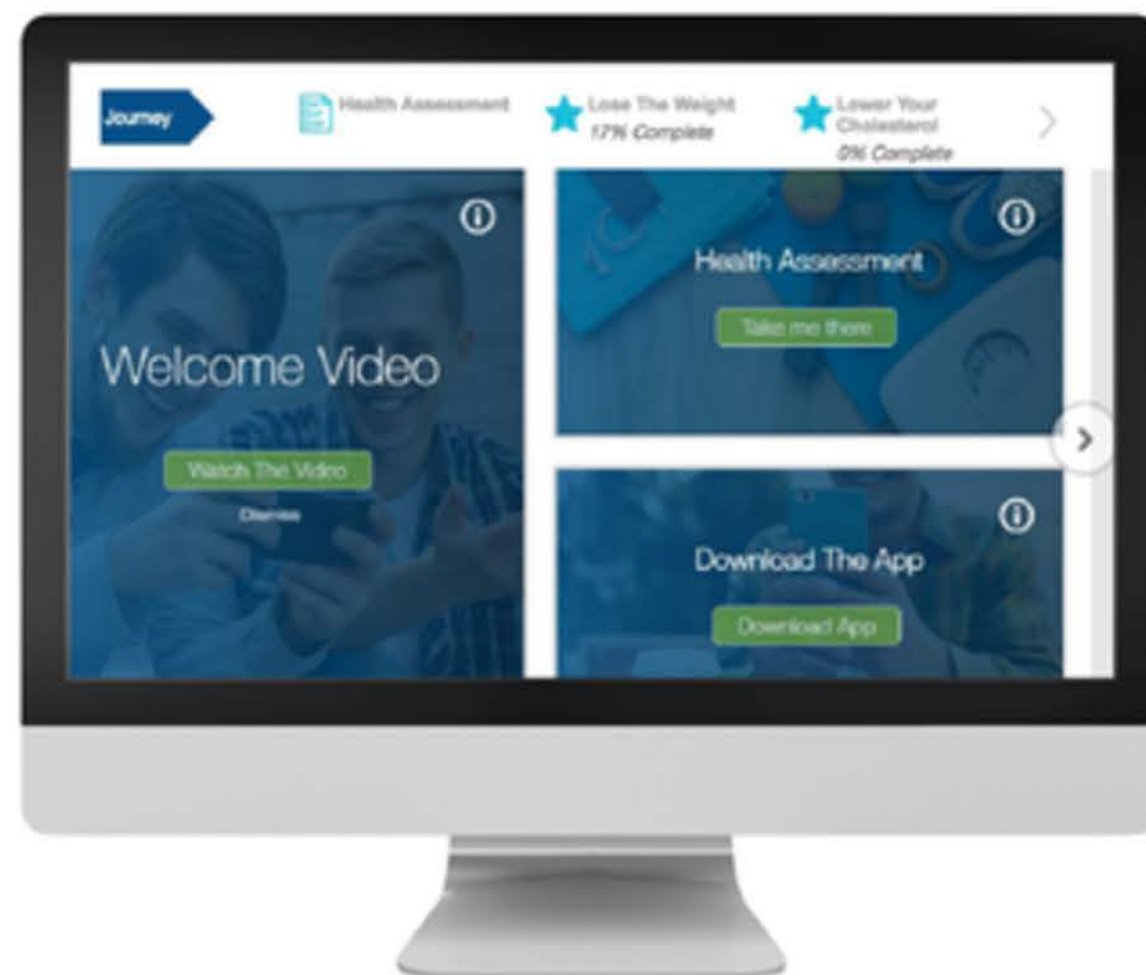 Journey
Health Assessment
Lose The Weight
17% Complete
Lower Your
Cholesterol
0% Complete
Welcome Video
Watch The Video
Dismiss
Health Assessment
Take me there
Download The App
Download App